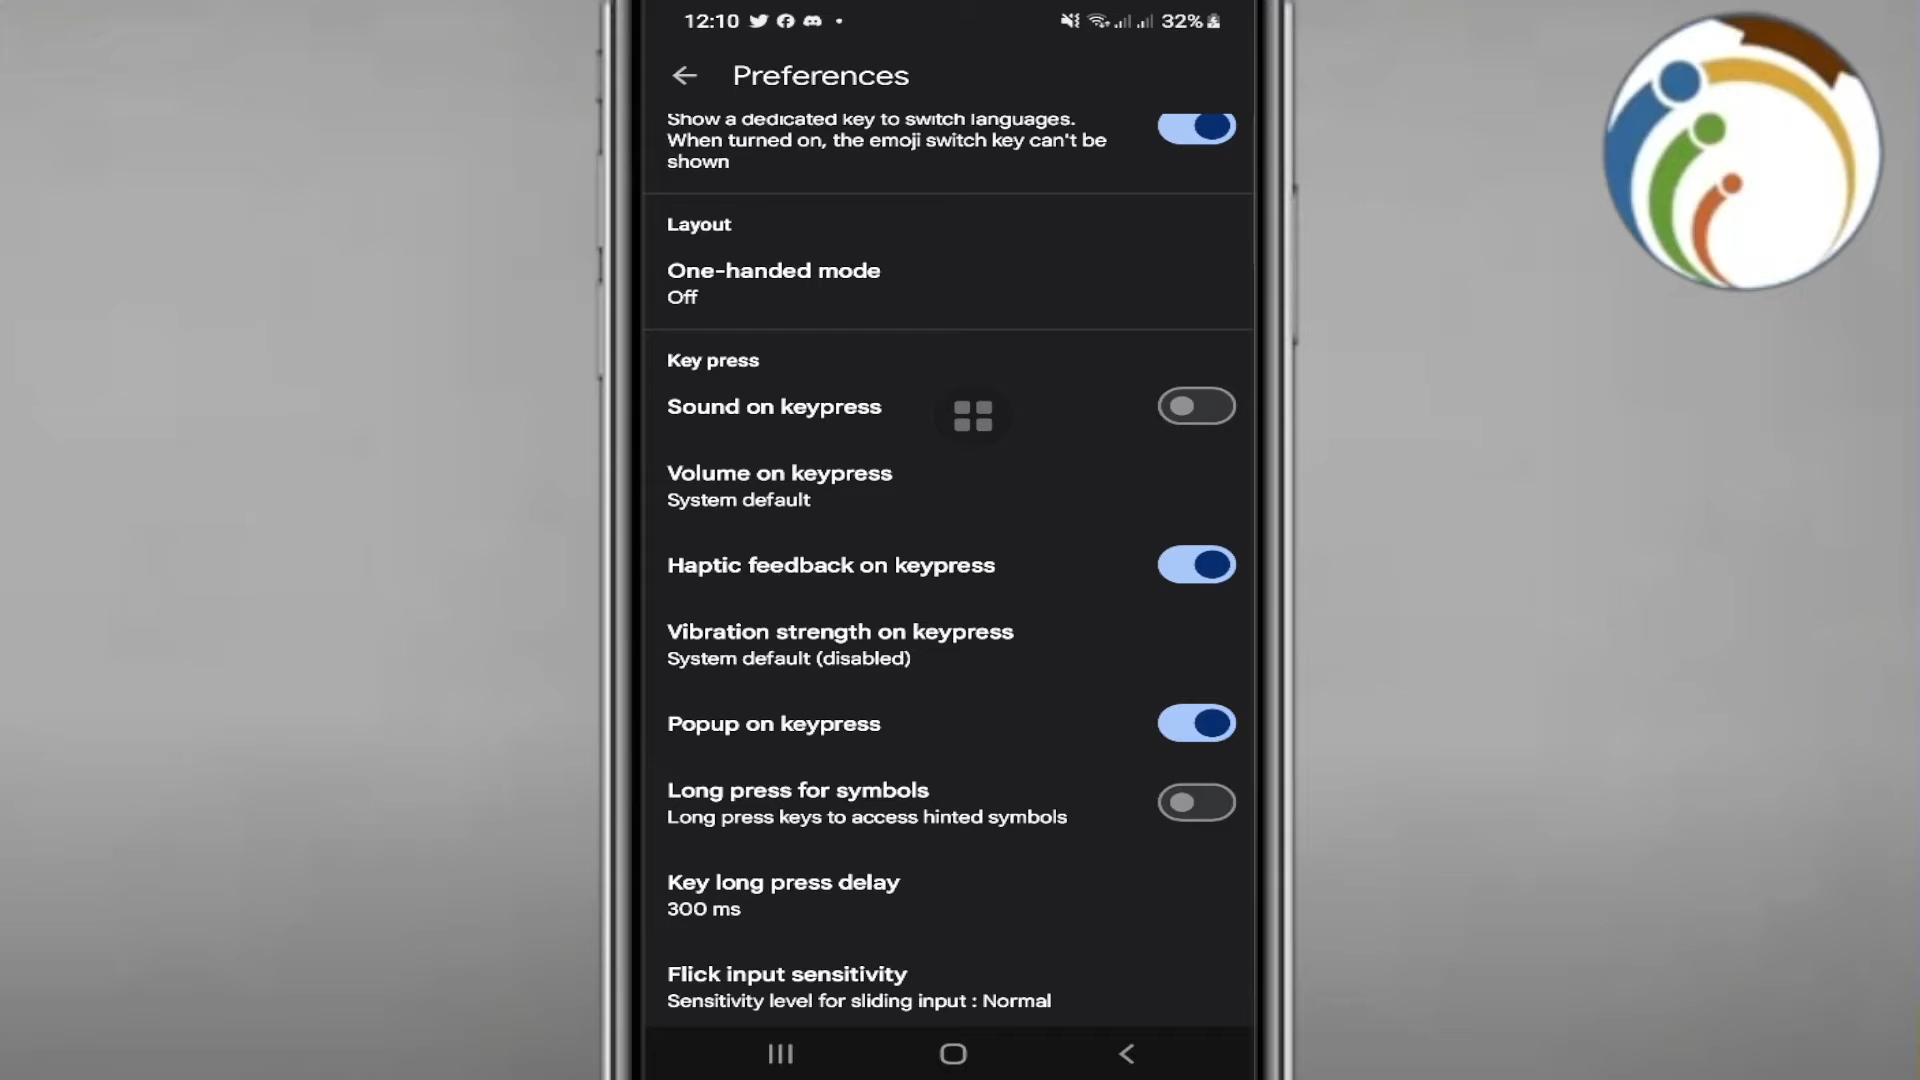 12:10
32%
Preferences
Show a dedicated key to switch languages.
When turned on, the emoji switch key can't be
shown
Layout
One-handed mode
Off
Key press
Sound on keypress
Volume on keypress
System default
Haptic feedback on keypress
Vibration strength on keypress
System default (disabled)
Popup on keypress
Long press for symbols
Long press keys to access hinted symbols
Key long press delay
300 ms
Flick input sensitivity
Sensitivity level for sliding input : Normal